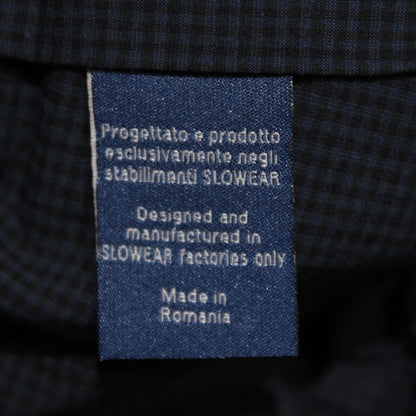 Progettato e prodotto
esclusivamente negli
stabilimenti SLOWEAR
Designed and
manufactured in
SLOWEAR factories only
Made in
Romania